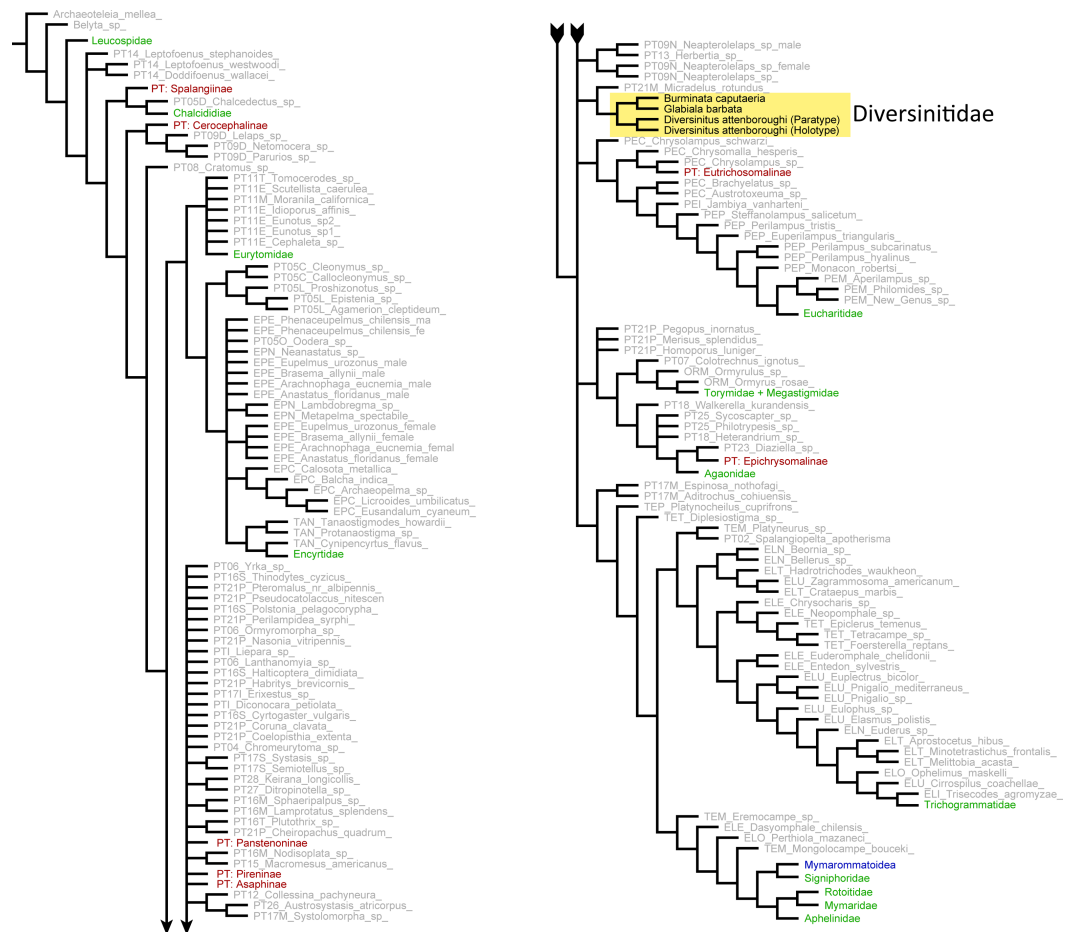 Archaeoteleia_mellea_
Belyta_sp_
Leucospidae
PT14_Leptofoenus_stephanoides_
PT14_Leptofoenus_westwoodi_
PT14_Doddifoenus_wallacei_
PT: Spalangiinae
PT05D_Chalcedectus_sp_
Chalcididiae
PT: Cerocephalinae
PT09D_Lelaps_sp_
PT09D_Netomocera_sp_
PT09D_Parurios_sp_
PT08_Cratomus_sp_
PT11T_Tomocerodes_sp_
PT11E_Scutellista_caerulea_
PT11M_Moranila_californica_
PT11E_Idioporus_affinis_
PT11E_Eunotus_sp2_
PT11E_Eunotus_sp1_
PT11E_Cephaleta_sp_
Eurytomidae
PT05C_Cleonymus_sp_
PT05C_Callocleonymus_sp_
PT05L_Proshizonotus_sp_
PT05L_Epistenia_sp_
PT05L_Agamerion_cleptideum_
EPE_Phenaceupelmus_chilensis_ma
EPE_Phenaceupelmus_chilensis_fe
PT05O_Oodera_sp_
EPN_Neanastatus_sp_
EPE_Eupelmus_urozonus_male
EPE_Brasema_allynii_male
EPE_Arachnophaga_eucnemia_male
EPE_Anastatus_floridanus_male
EPN_Lambdobregma_sp_
EPN_Metapelma_spectabile_
EPE_Eupelmus_urozonus_female
EPE_Brasema_allynii_female
EPE_Arachnophaga_eucnemia_femal
EPE_Anastatus_floridanus_female
EPC_Calosota_metallica_
EPC_Balcha_indica_
EPC_Archaeopelma_sp_
EPC_Licrooides_umbilicatus_
EPC_Eusandalum_cyaneum_
TAN_Tanaostigmodes_howardii_
TAN_Protanaostigma_sp_
TAN_Cynipencyrtus_flavus_
Encyrtidae
PT06_Yrka_sp_
PT16S_Thinodytes_cyzicus_
PT21P_Pteromalus_nr_albipennis_
PT21P_Pseudocatolaccus_nitescen
PT16S_Polstonia_pelagocorypha_
PT21P_Perilampidea_syrphi_
PT06_Ormyromorpha_sp_
PT21P_Nasonia_vitripennis_
PTI_Liepara_sp_
PT06_Lanthanomyia_sp_
PT16S_Halticoptera_dimidiata_
PT21P_Habritys_brevicornis_
PT17I_Erixestus_sp_
PTI_Diconocara_petiolata_
PT16S_Cyrtogaster_vulgaris_
PT21P_Coruna_clavata_
PT21P_Coelopisthia_extenta_
PT04_Chromeurytoma_sp_
PT17S_Systasis_sp_
PT17S_Semiotellus_sp_
PT28_Keirana_longicollis_
PT27_Ditropinotella_sp_
PT16M_Sphaeripalpus_sp_
PT16M_Lamprotatus_splendens_
PT16T_Plutothrix_sp_
PT21P_Cheiropachus_quadrum_
PT: Panstenoninae
PT16M_Nodisoplata_sp_
PT15_Macromesus_americanus_
PT: Pireninae
PT: Asaphinae
PT12_Collessina_pachyneura_
PT26_Austrosystasis_atricorpus_
PT17M_Systolomorpha_sp_
PT09N_Neapterolelaps_sp_male
PT13_Herbertia_sp_
PT09N_Neapterolelaps_sp_female
PT09N_Neapterolelaps_sp_
PT21M_Micradelus_rotundus_
Burminata caputaeria
Glabiala barbata
Diversinitus attenboroughi (Paratype)
Diversinitus attenboroughi (Holotype)
Diversinitidae
PEC_Chrysolampus_schwarzi_
PEC_Chrysomalla_hesperis_
PEC_Chrysolampus_sp_
PT: Eutrichosomalinae
PEC_Brachyelatus_sp_
PEC_Austrotoxeuma_sp_
PEI_Jambiya_vanharteni_
PEP_Steffanolampus_salicetum_
PEP_Perilampus_tristis_
PEP_Euperilampus_triangularis_
PEP_Perilampus_subcarinatus_
PEP_Perilampus_hyalinus_
PEP_Monacon_robertsi_
PEM_Aperilampus_sp_
PEM_Philomides_sp_
PEM_New_Genus_sp_
Eucharitidae
PT21P_Pegopus_inornatus_
PT21P_Merisus_splendidus_
PT21P_Homoporus_luniger_
PT07_Colotrechnus_ignotus_
ORM_Ormyrulus_sp_
ORM_Ormyrus_rosae_
Torymidae + Megastigmidae
PT18_Walkerella_kurandensis_
PT25_Sycoscapter_sp_
PT25_Philotrypesis_sp_
PT18_Heterandrium_sp_
PT23_Diaziella_sp_
PT: Epichrysomalinae
Agaonidae
PT17M_Espinosa_nothofagi_
PT17M_Aditrochus_cohiuensis_
TEP_Platynocheilus_cuprifrons_
TET_Diplesiostigma_sp_
TEM_Platyneurus_sp_
PT02_Spalangiopelta_apotherisma
ELN_Beornia_sp_
ELN_Bellerus_sp_
ELT_Hadrotrichodes_waukheon_
ELU_Zagrammosoma_americanum_
ELT_Crataepus_marbis_
ELE_Chrysocharis_sp_
ELE_Neopomphale_sp_
TET_Epiclerus_temenus_
TET_Tetracampe_sp_
TET_Foersterella_reptans_
ELE_Euderomphale_chelidonii_
ELE_Entedon_sylvestris_
ELU_Euplectrus_bicolor_
ELU_Pnigalio_mediterraneus_
ELU_Pnigalio_sp_
ELU_Eulophus_sp_
ELU_Elasmus_polistis_
ELN_Euderus_sp_
ELT_Aprostocetus_hibus_
ELT_Minotetrastichus_frontalis_
ELT_Melittobia_acasta_
ELO_Ophelimus_maskelli_
ELU_Cirrospilus_coachellae_
ELI_Trisecodes_agromyzae_
Trichogrammatidae
TEM_Eremocampe_sp_
ELE_Dasyomphale_chilensis_
ELO_Perthiola_mazaneci_
TEM_Mongolocampe_bouceki_
Mymarommatoidea
Signiphoridae
Rotoitidae
Mymaridae
Aphelinidae